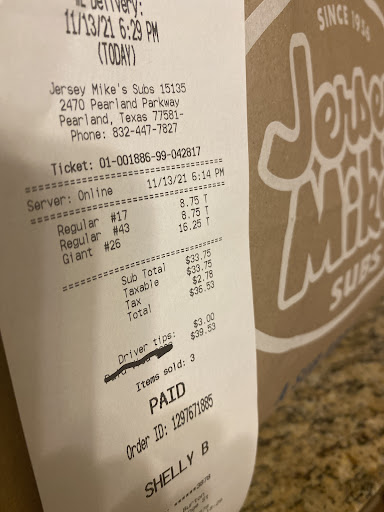 ME Delivery:
11/13/21 6:29 PM
(TODAY)
Jersey Mike's Subs 15135
2470 Pearland Parkway
Pearland, Texas 77581-
Phone: 832-447-7827
Ticket: 01-001886-99-042817
Server: Online 11/13/21 6:14 PM
Regular #17 8.75 T
Regular #43 8.75 T
Giant #26 16.25 T
Sub Total $33.75
Taxable $33.75
Tax $2.78
Total $36.53
Driver tips: $3.00
$39.53
Items sold: 3
PAID
Order ID: 1297671885
SHELLY B
SINCE 1956
Jerse
Mike
SUBS